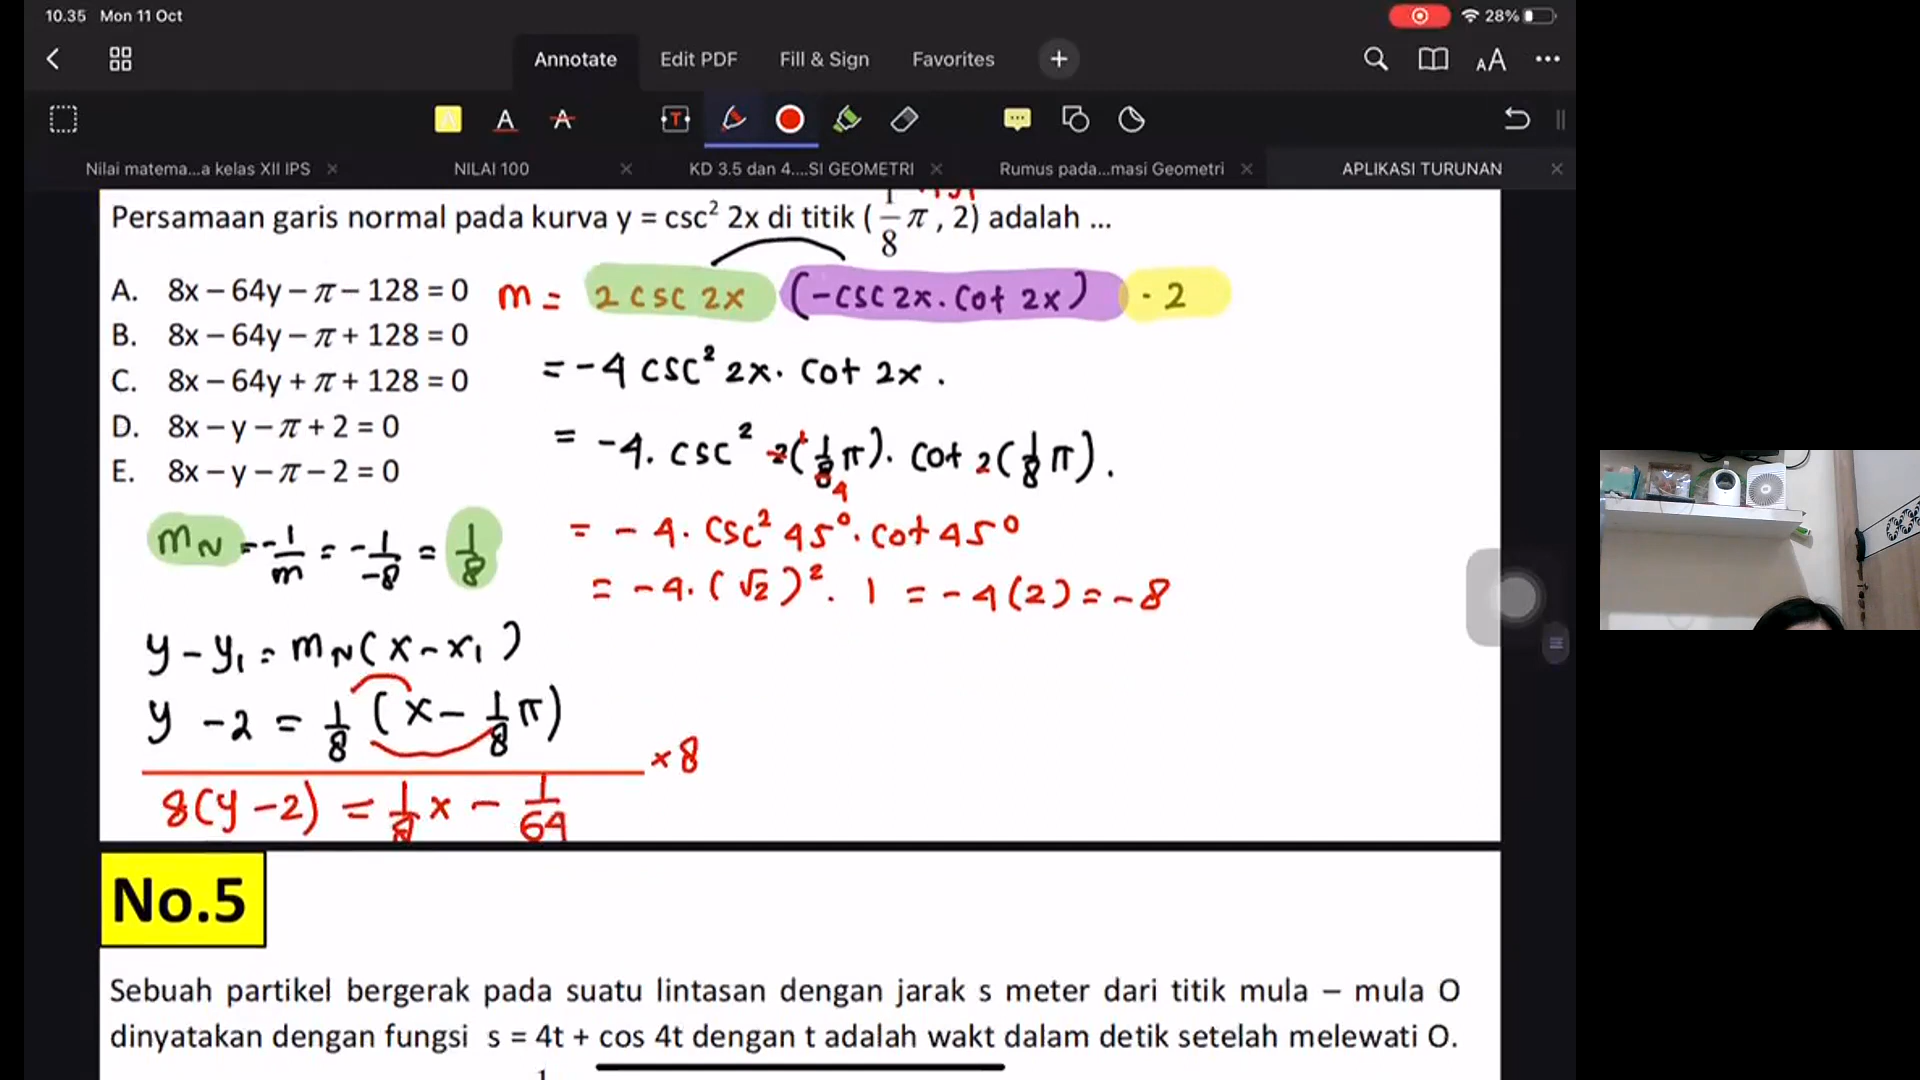 10.35 Mon 11 Oct
28%
Annotate
Edit PDF
Fill & Sign
Favorites
AA
Nilai matema...a kelas XII IPS
NILAI 100
KD 3.5 dan 4....SI GEOMETRI
Rumus pada...masi Geometri
APLIKASI TURUNAN
Persamaan garis normal pada kurva y = csc² 2x di titik (1/8 π , 2) adalah ...
A. 8x – 64y – π – 128 = 0
B. 8x – 64y – π + 128 = 0
C. 8x – 64y + π + 128 = 0
D. 8x – y – π + 2 = 0
E. 8x – y – π – 2 = 0
m = 2 csc 2x (-csc 2x . cot 2x) · 2
= -4 csc² 2x . cot 2x .
= -4. csc² 2(1/8 π). cot 2(1/8 π).
4
= -4. csc² 45° . cot 45°
= -4. (√2)² . 1 = -4(2) = -8
mN = -1/m = -1/-8 = 1/8
y - y₁ = mN (x - x₁)
y - 2 = 1/8 (x - 1/8 π)
x 8
8(y - 2) = 1/8 x - 1/64
No.5
Sebuah partikel bergerak pada suatu lintasan dengan jarak s meter dari titik mula – mula O
dinyatakan dengan fungsi s = 4t + cos 4t dengan t adalah wakt dalam detik setelah melewati O.